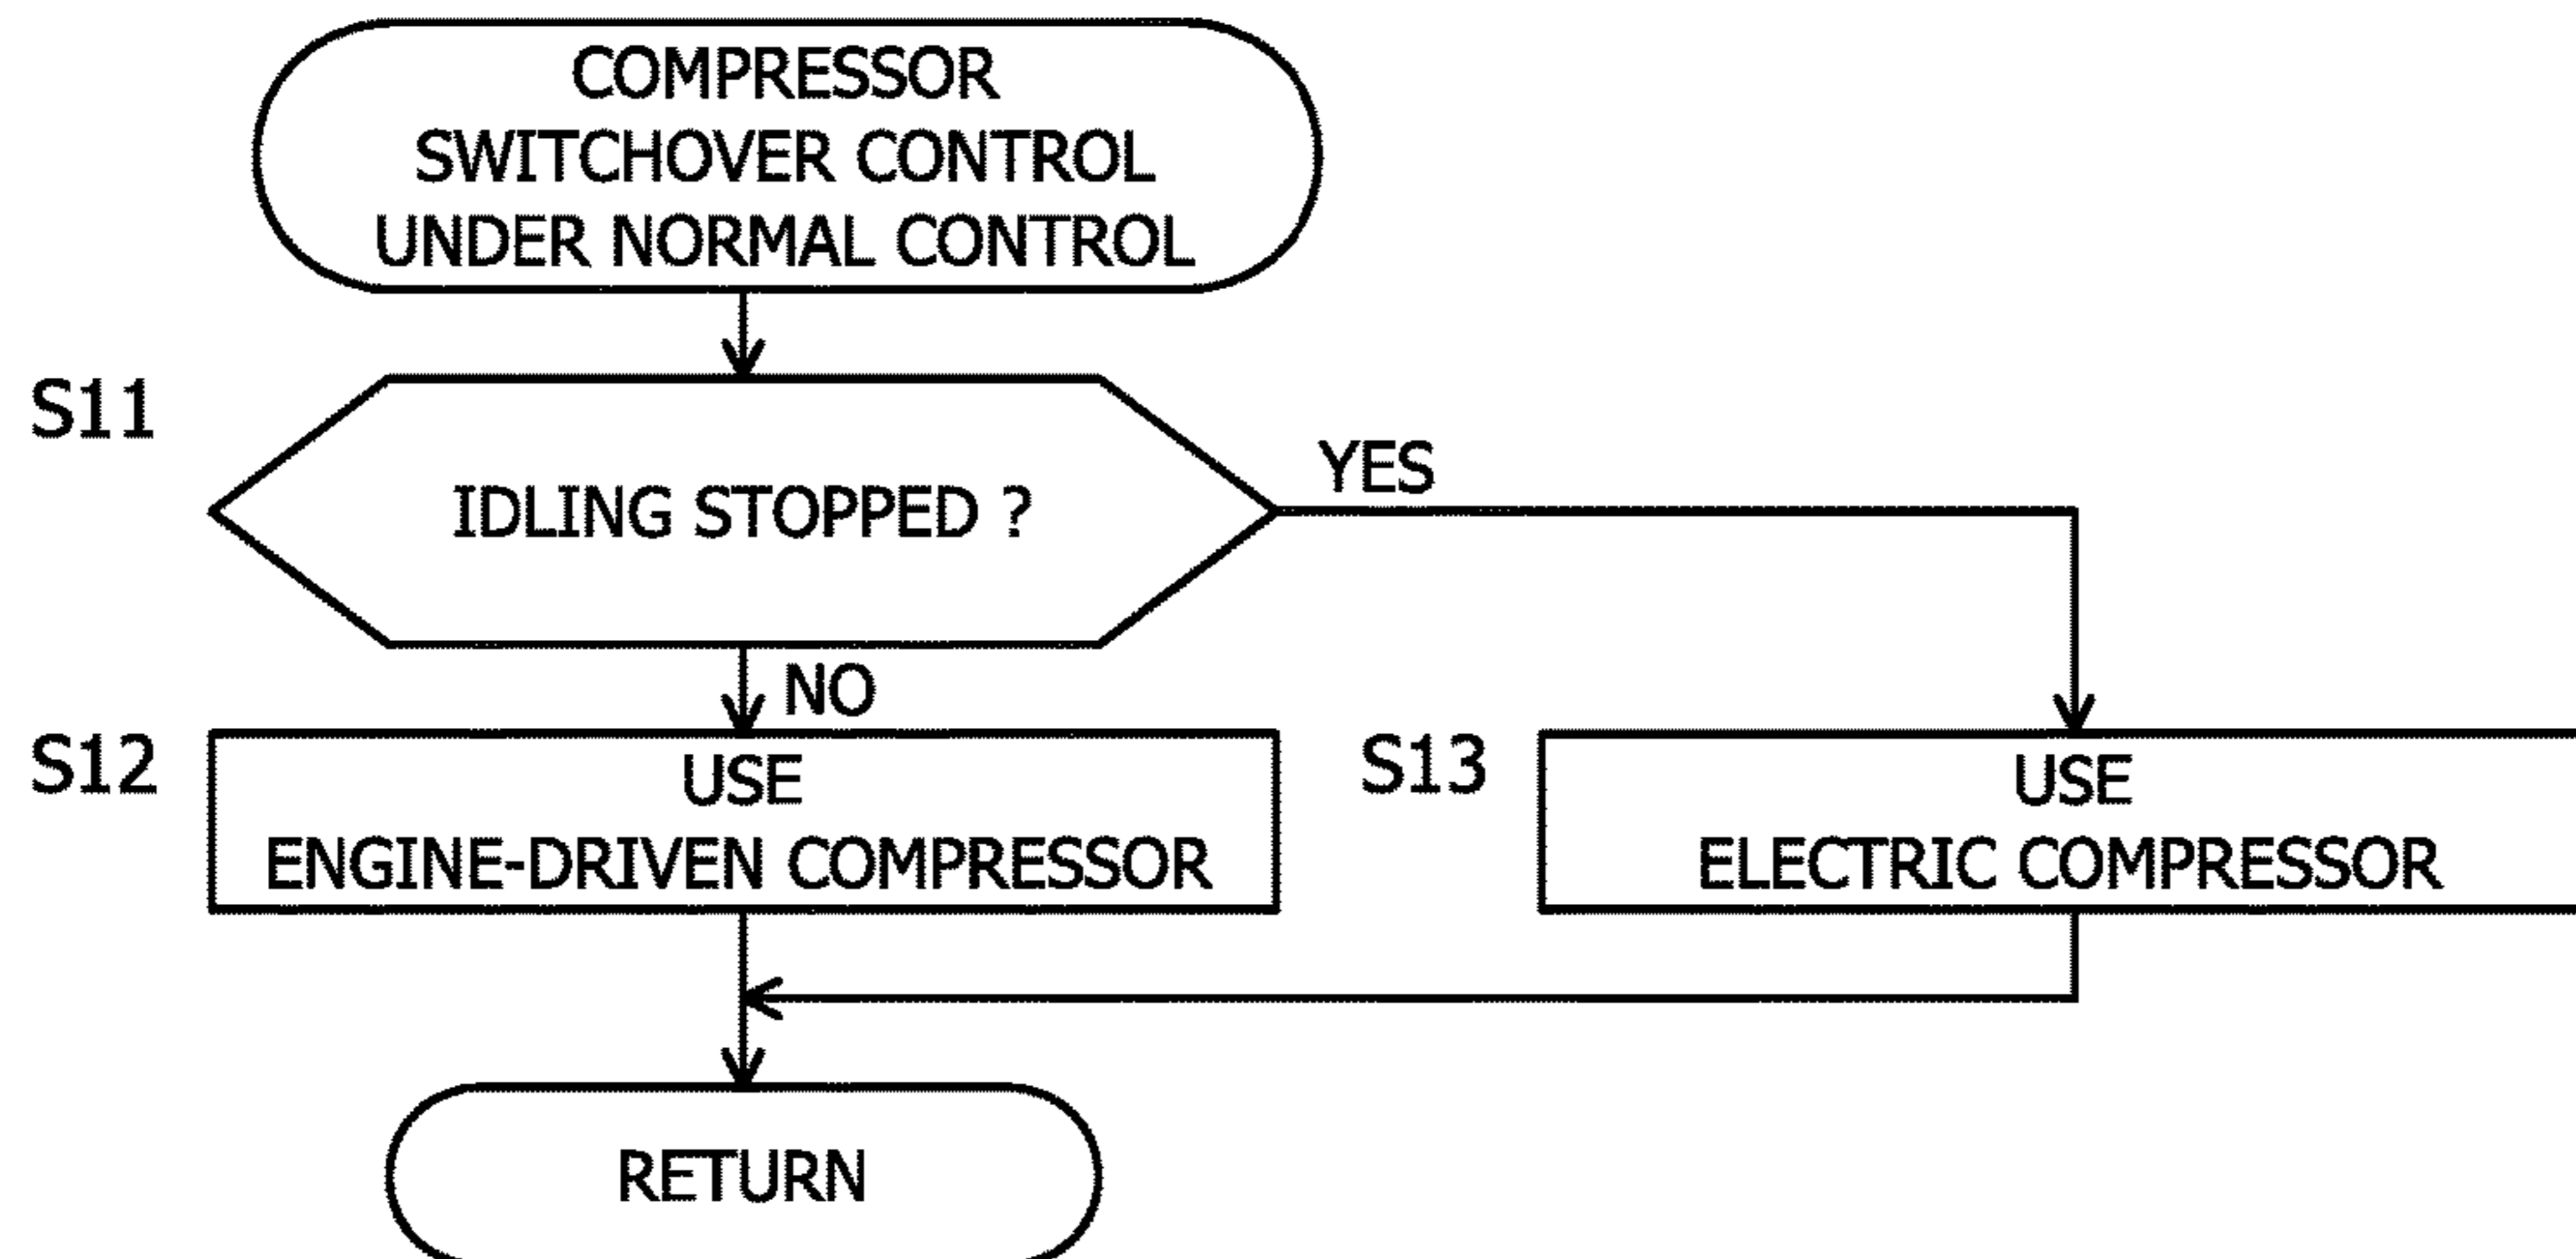 COMPRESSOR
SWITCHOVER CONTROL
UNDER NORMAL CONTROL
S11
IDLING STOPPED ?
YES
NO
S12
USE
ENGINE-DRIVEN COMPRESSOR
S13
USE
ELECTRIC COMPRESSOR
RETURN